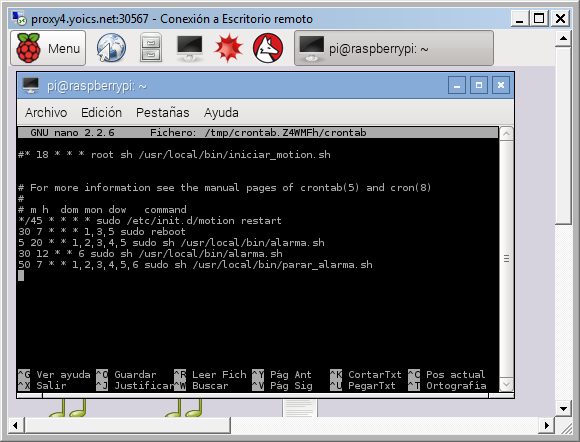 proxy4.yoics.net:30567 - Conexión a Escritorio remoto
Menu
pi@raspberrypi: ~
pi@raspberrypi: ~
Archivo Edición Pestañas Ayuda
GNU nano 2.2.6 Fichero: /tmp/crontab.Z4WMFh/crontab
#* 18 * * * root sh /usr/local/bin/iniciar_motion.sh
# For more information see the manual pages of crontab(5) and cron(8)
#
# m h dom mon dow command
*/45 * * * * sudo /etc/init.d/motion restart
30 7 * * * 1,3,5 sudo reboot
5 20 * * 1,2,3,4,5 sudo sh /usr/local/bin/alarma.sh
30 12 * * 6 sudo sh /usr/local/bin/alarma.sh
50 7 * * 1,2,3,4,5,6 sudo sh /usr/local/bin/parar_alarma.sh
^G Ver ayuda ^O Guardar ^R Leer Fich ^Y Pág Ant ^K CortarTxt ^C Pos actual
^X Salir ^J Justificar ^W Buscar ^V Pág Sig ^U PegarTxt ^T Ortografía